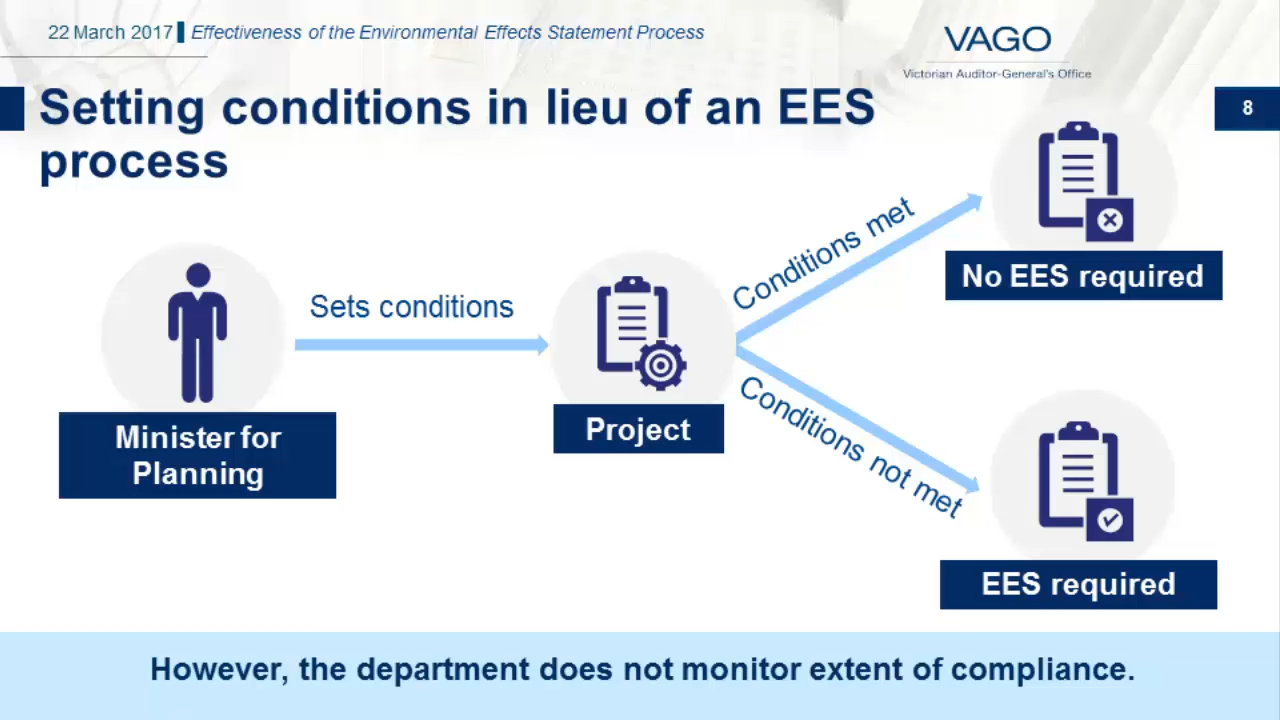 22 March 2017 Effectiveness of the Environmental Effects Statement Process
VAGO
Victorian Auditor-General's Office
Setting conditions in lieu of an EES
process
8
Minister for
Planning
Sets conditions
Project
Conditions met
No EES required
Conditions not met
EES required
However, the department does not monitor extent of compliance.